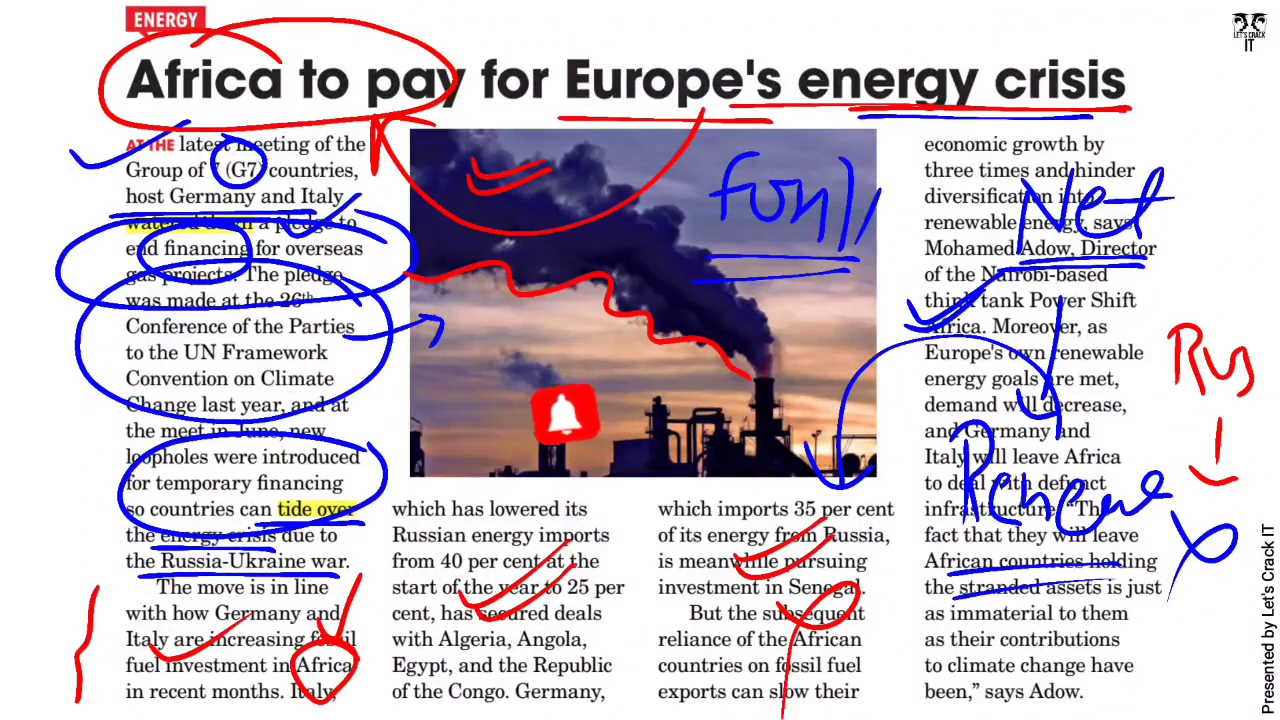 ENERGY
LET'S CRACK
IT
Africa to pay for Europe's energy crisis
AT THE latest meeting of the
Group of 7 (G7) countries,
host Germany and Italy
watered down a pledge to
end financing for overseas
gas projects. The pledge
was made at the 26th
Conference of the Parties
to the UN Framework
Convention on Climate
Change last year, and at
the meet in June, new
loopholes were introduced
for temporary financing
so countries can tide over
the energy crisis due to
the Russia-Ukraine war.
The move is in line
with how Germany and
Italy are increasing fossil
fuel investment in Africa
in recent months. Italy,
which has lowered its
Russian energy imports
from 40 per cent at the
start of the year to 25 per
cent, has secured deals
with Algeria, Angola,
Egypt, and the Republic
of the Congo. Germany,
which imports 35 per cent
of its energy from Russia,
is meanwhile pursuing
investment in Senegal.
But the subsequent
reliance of the African
countries on fossil fuel
exports can slow their
economic growth by
three times and hinder
diversification into
renewable energy, says
Mohamed Adow, Director
of the Nairobi-based
think tank Power Shift
Africa. Moreover, as
Europe's own renewable
energy goals are met,
demand will decrease,
and Germany and
Italy will leave Africa
to deal with defunct
infrastructure. "The
fact that they will leave
African countries holding
the stranded assets is just
as immaterial to them
as their contributions
to climate change have
been," says Adow.
Net
Rus
Presented by Let's Crack IT